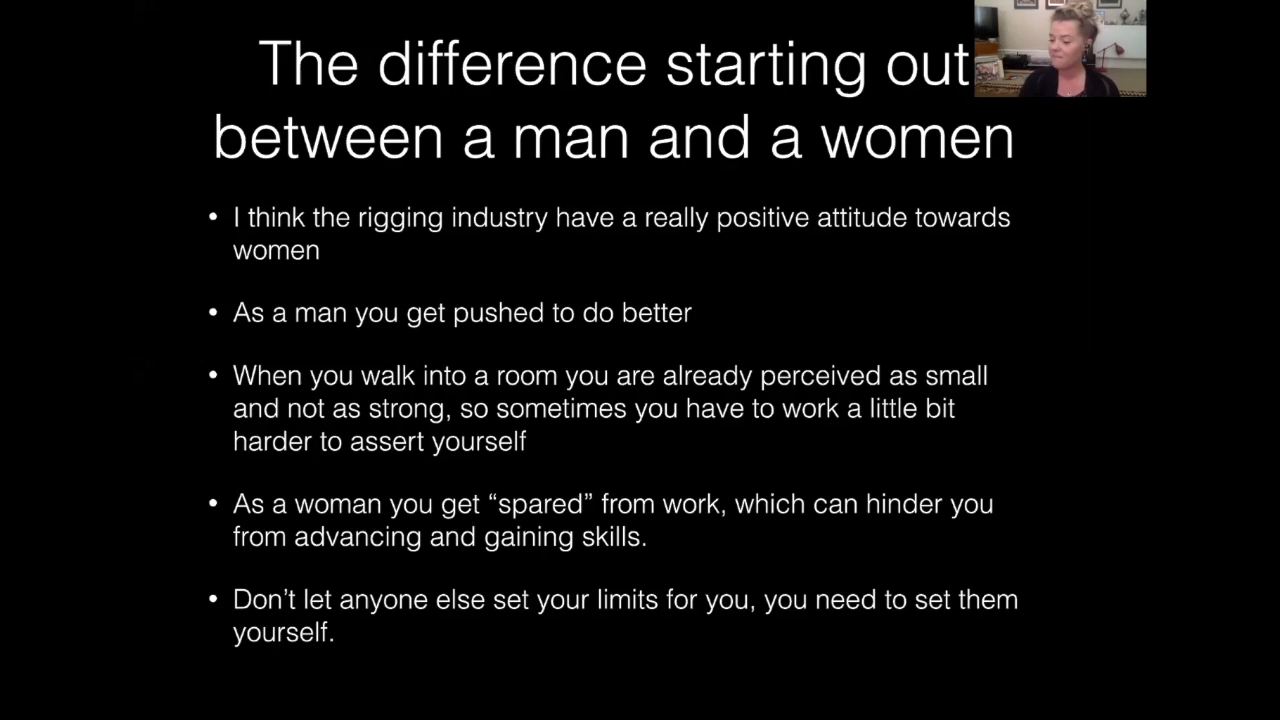 The difference starting out
between a man and a women
• I think the rigging industry have a really positive attitude towards
women
• As a man you get pushed to do better
• When you walk into a room you are already perceived as small
and not as strong, so sometimes you have to work a little bit
harder to assert yourself
• As a woman you get “spared” from work, which can hinder you
from advancing and gaining skills.
• Don’t let anyone else set your limits for you, you need to set them
yourself.